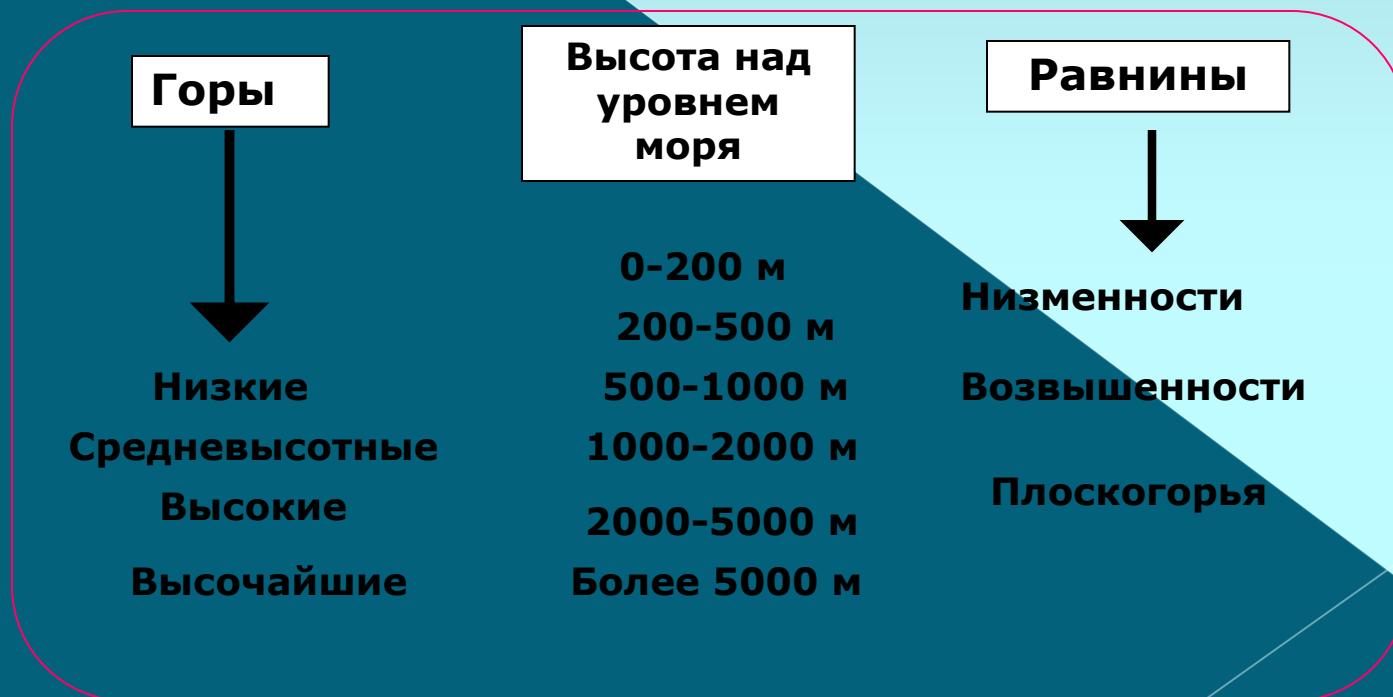 Горы
Высота над
уровнем
моря
Равнины
0-200 м
Низменности
200-500 м
Низкие
500-1000 м
Возвышенности
Средневысотные
1000-2000 м
Высокие
2000-5000 м
Плоскогорья
Высочайшие
Более 5000 м